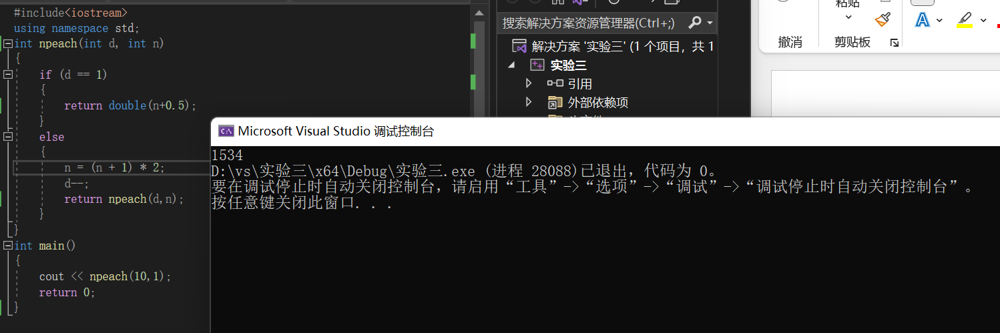 #include<iostream>
using namespace std;
int npeach(int d, int n)
{
if (d == 1)
{
return double(n+0.5);
}
else
{
n = (n + 1) * 2;
d--;
return npeach(d,n);
}
}
int main()
{
cout << npeach(10,1);
return 0;
}
搜索解决方案资源管理器(Ctrl+;)
解决方案 '实验三' (1 个项目，共 1
实验三
引用
外部依赖项
粘贴
撤消
剪贴板
A
Microsoft Visual Studio 调试控制台
1534
D:\vs\实验三\x64\Debug\实验三.exe (进程 28088)已退出，代码为 0。
要在调试停止时自动关闭控制台，请启用“工具”->“选项”->“调试”->“调试停止时自动关闭控制台”。
按任意键关闭此窗口. . .